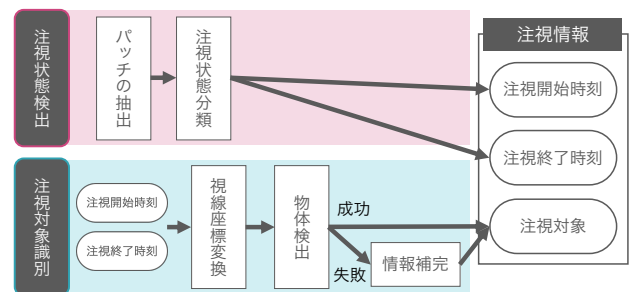 注視状態検出
パッチの抽出
注視状態分類
注視情報
注視開始時刻
注視終了時刻
注視対象
注視対象識別
注視開始時刻
注視終了時刻
視線座標変換
物体検出
成功
失敗
情報補完